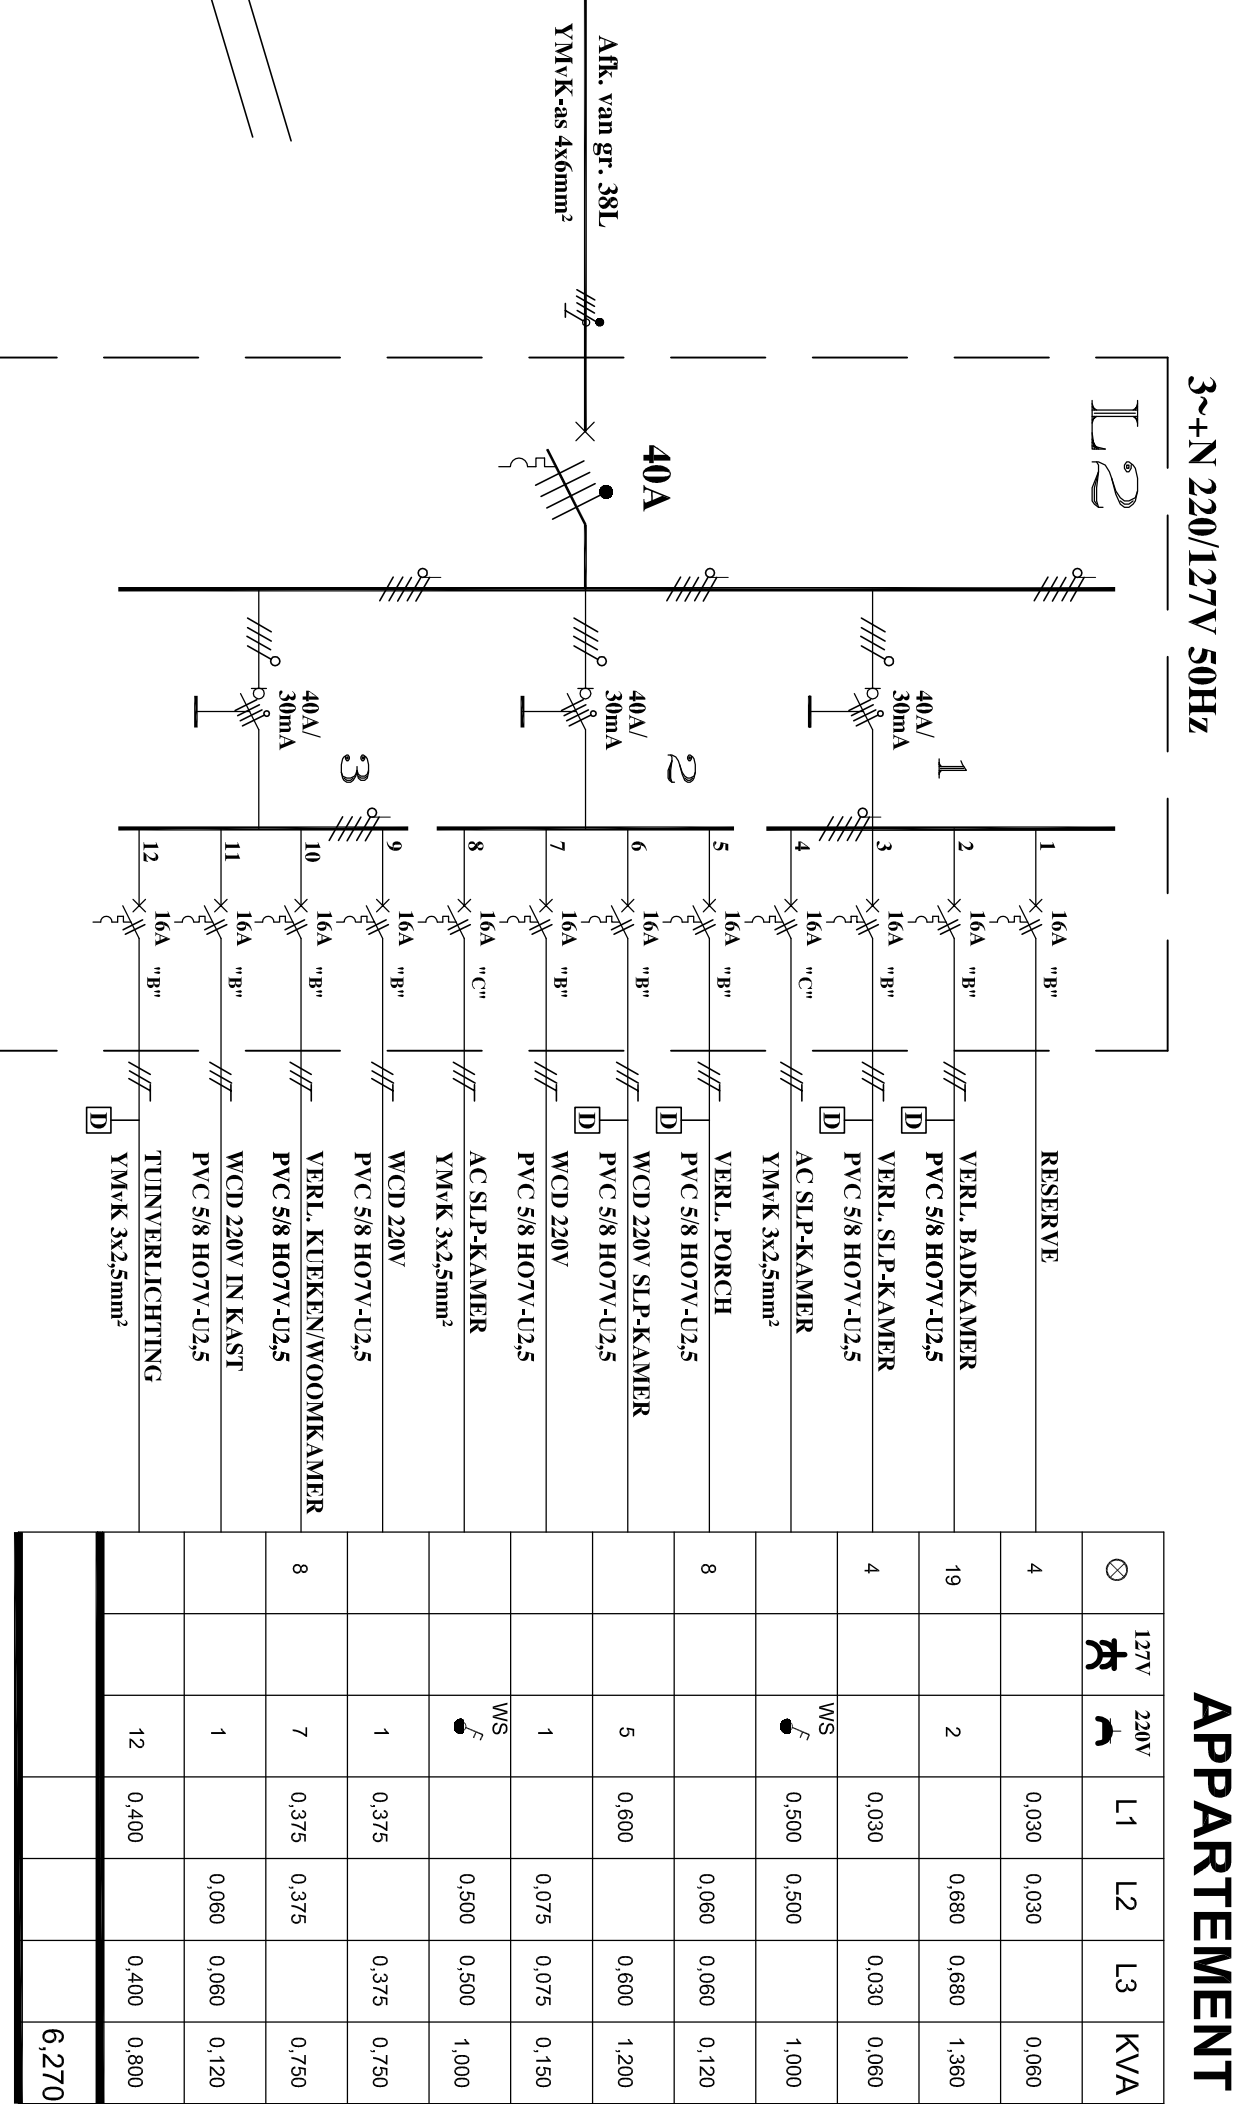 APPARTEMENT
3~+N 220/127V 50Hz
L2
Afk. van gr. 38L
YMvK-as 4x6mm²
40A
40A/
30mA
1
40A/
30mA
2
40A/
30mA
3
127V 220V L1 L2 L3 KVA
1 16A "B" RESERVE 4 0,030 0,030 0,060
2 16A "B" VERL. BADKAMER 19 2 0,680 0,680 1,360
D PVC 5/8 HO7V-U2,5
3 16A "B" VERL. SLP-KAMER 4 0,030 0,030 0,060
D PVC 5/8 HO7V-U2,5
4 16A "C" AC SLP-KAMER WS 0,500 0,500 1,000
YMvK 3x2,5mm²
5 16A "B" VERL. PORCH 8 0,060 0,060 0,120
D PVC 5/8 HO7V-U2,5
6 16A "B" WCD 220V SLP-KAMER 5 0,600 0,600 1,200
D PVC 5/8 HO7V-U2,5
7 16A "B" WCD 220V 1 0,075 0,075 0,150
PVC 5/8 HO7V-U2,5
8 16A "C" AC SLP-KAMER WS 0,500 0,500 1,000
YMvK 3x2,5mm²
9 16A "B" WCD 220V 1 0,375 0,375 0,750
PVC 5/8 HO7V-U2,5
10 16A "B" VERL. KUEKEN/WOOMKAMER 8 7 0,375 0,375 0,750
PVC 5/8 HO7V-U2,5
11 16A "B" WCD 220V IN KAST 1 0,060 0,060 0,120
PVC 5/8 HO7V-U2,5
12 16A "B" TUINVERLICHTING 12 0,400 0,400 0,800
D YMvK 3x2,5mm²
6,270